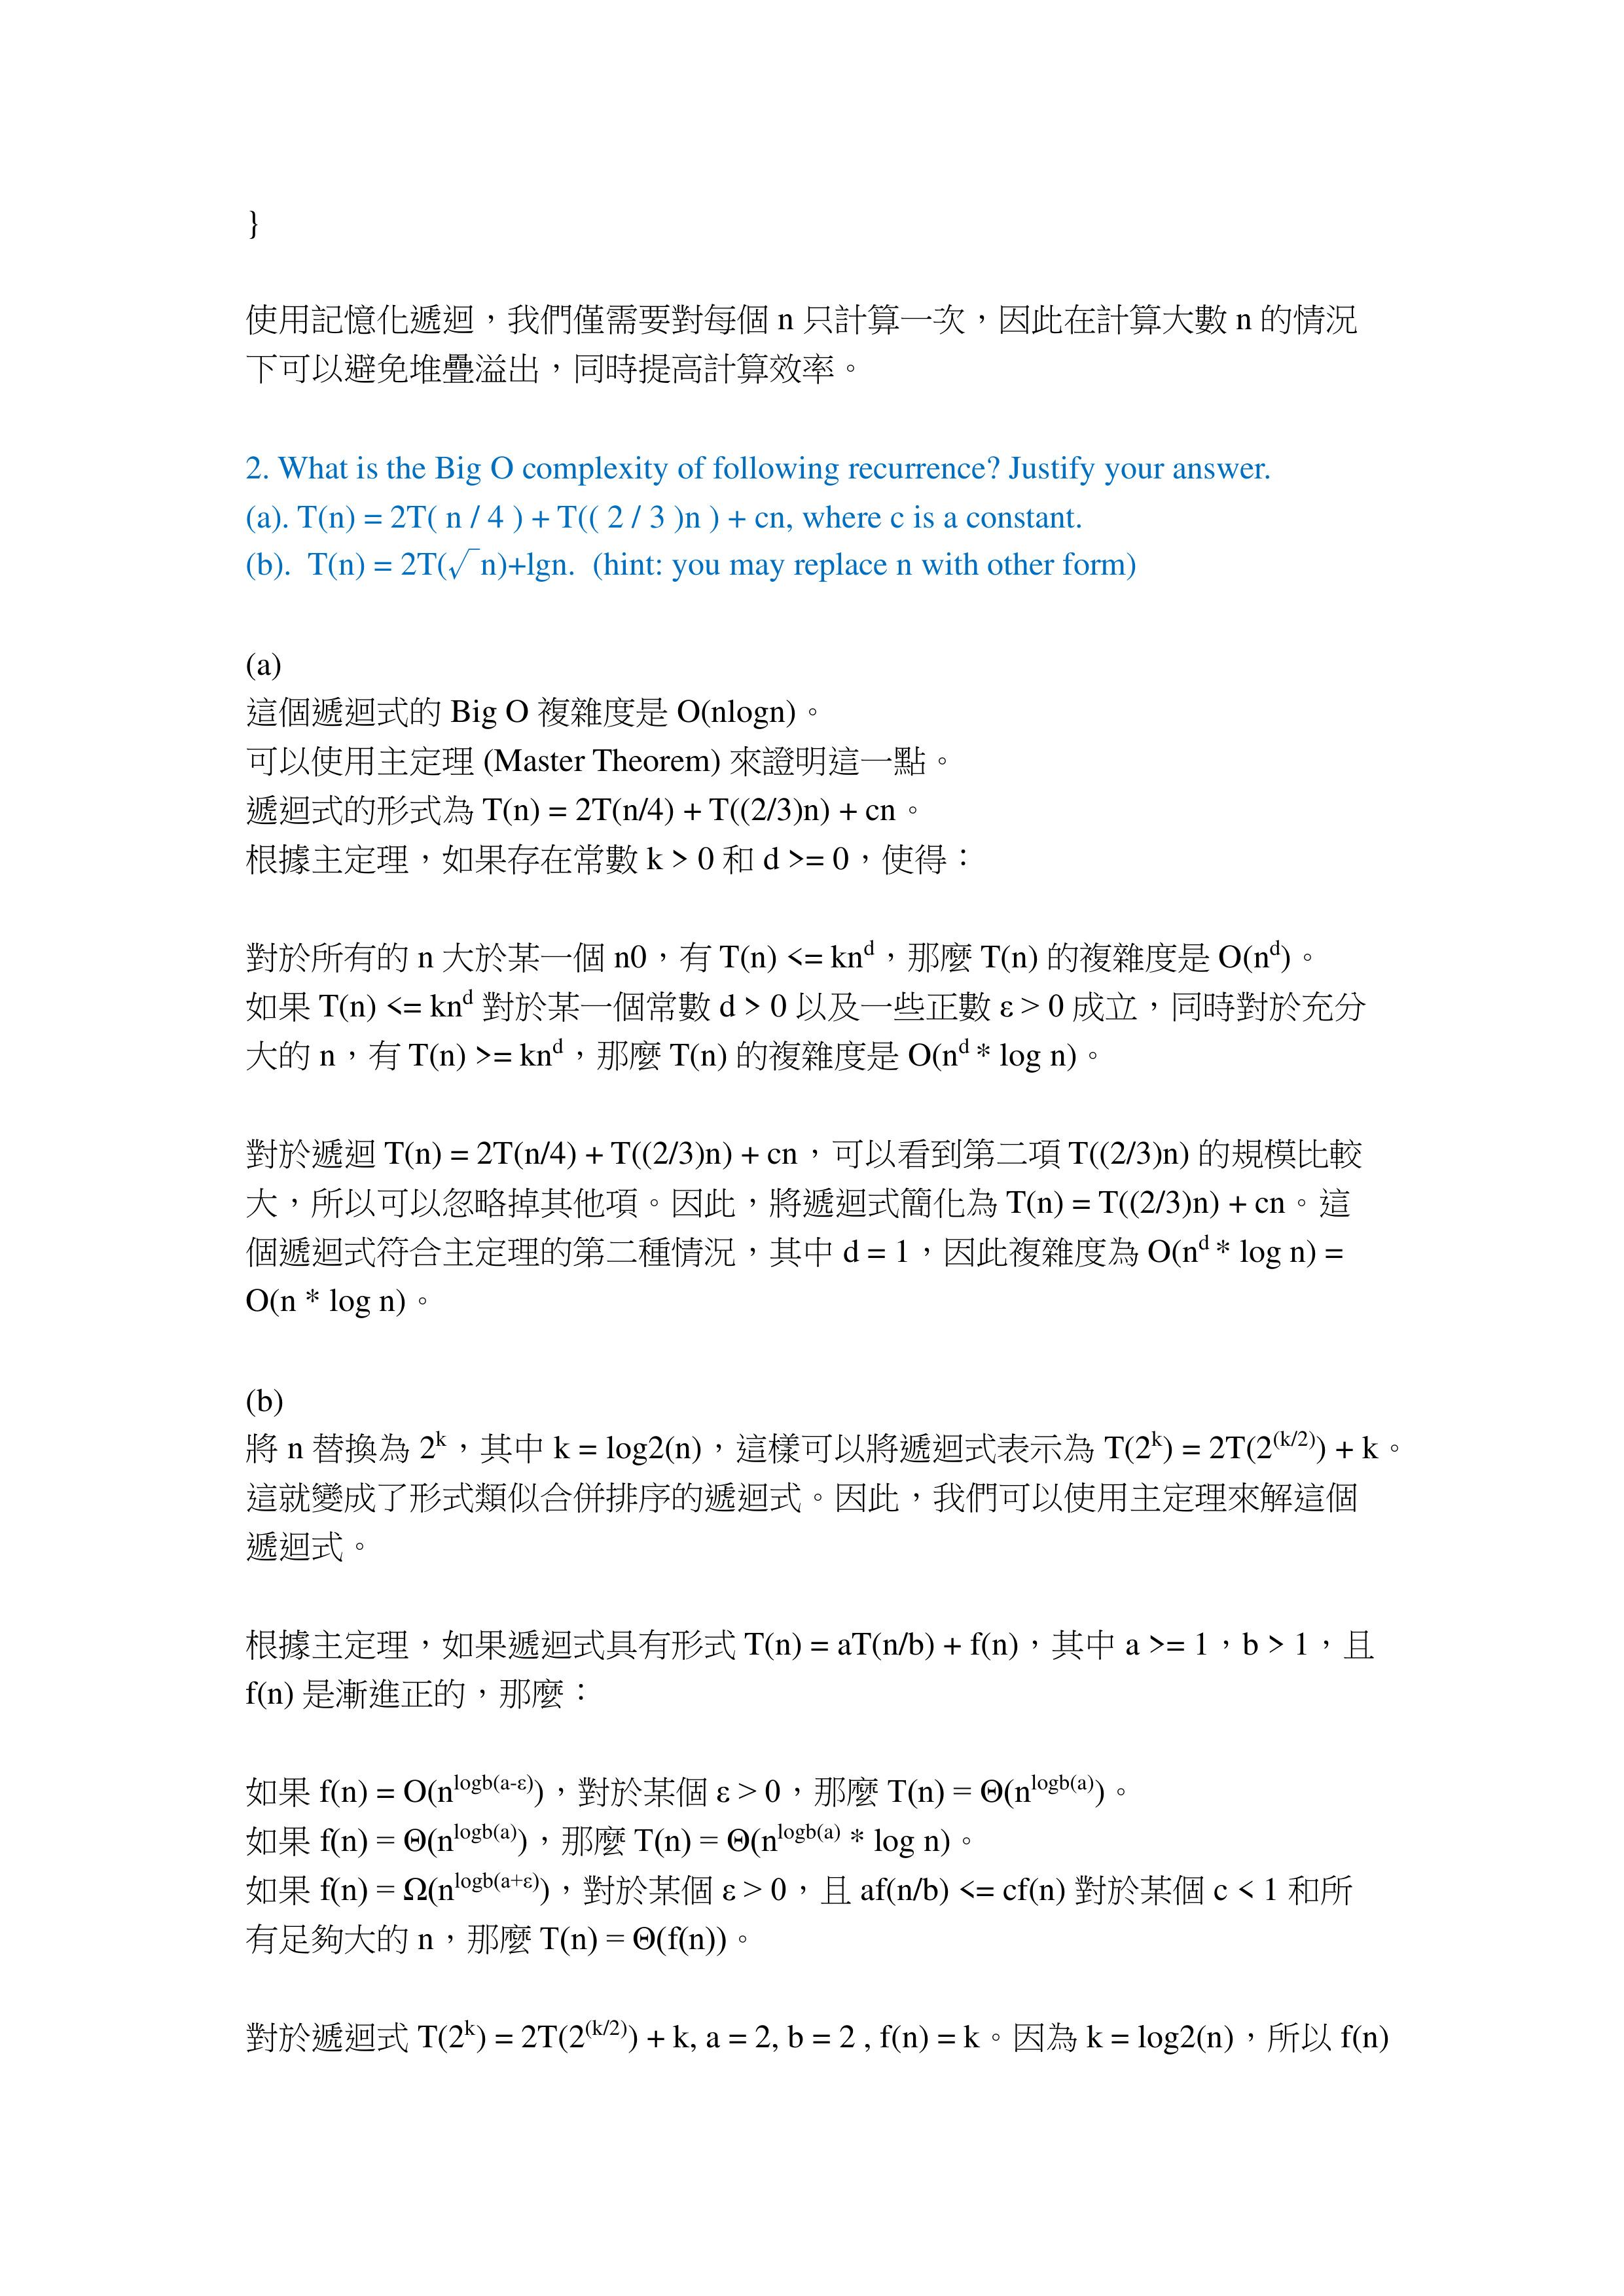 }
使用記憶化遞迴，我們僅需要對每個 n 只計算一次，因此在計算大數 n 的情況
下可以避免堆疊溢出，同時提高計算效率。
2. What is the Big O complexity of following recurrence? Justify your answer.
(a). T(n) = 2T( n / 4 ) + T(( 2 / 3 )n ) + cn, where c is a constant.
(b).  T(n) = 2T(√ n)+lgn.  (hint: you may replace n with other form)
(a)
這個遞迴式的 Big O 複雜度是 O(nlogn)。
可以使用主定理 (Master Theorem) 來證明這一點。
遞迴式的形式為 T(n) = 2T(n/4) + T((2/3)n) + cn。
根據主定理，如果存在常數 k > 0 和 d >= 0，使得：
對於所有的 n 大於某一個 n0，有 T(n) <= kn^d，那麼 T(n) 的複雜度是 O(n^d)。
如果 T(n) <= kn^d 對於某一個常數 d > 0 以及一些正數 ε > 0 成立，同時對於充分
大的 n，有 T(n) >= kn^d，那麼 T(n) 的複雜度是 O(n^d * log n)。
對於遞迴 T(n) = 2T(n/4) + T((2/3)n) + cn，可以看到第二項 T((2/3)n) 的規模比較
大，所以可以忽略掉其他項。因此，將遞迴式簡化為 T(n) = T((2/3)n) + cn。這
個遞迴式符合主定理的第二種情況，其中 d = 1，因此複雜度為 O(n^d * log n) =
O(n * log n)。
(b)
將 n 替換為 2^k，其中 k = log2(n)，這樣可以將遞迴式表示為 T(2^k) = 2T(2^(k/2)) + k。
這就變成了形式類似合併排序的遞迴式。因此，我們可以使用主定理來解這個
遞迴式。
根據主定理，如果遞迴式具有形式 T(n) = aT(n/b) + f(n)，其中 a >= 1，b > 1，且
f(n) 是漸進正的，那麼：
如果 f(n) = O(n^logb(a-ε))，對於某個 ε > 0，那麼 T(n) = Θ(n^logb(a))。
如果 f(n) = Θ(n^logb(a))，那麼 T(n) = Θ(n^logb(a) * log n)。
如果 f(n) = Ω(n^logb(a+ε))，對於某個 ε > 0，且 af(n/b) <= cf(n) 對於某個 c < 1 和所
有足夠大的 n，那麼 T(n) = Θ(f(n))。
對於遞迴式 T(2^k) = 2T(2^(k/2)) + k, a = 2, b = 2 , f(n) = k。因為 k = log2(n)，所以 f(n)